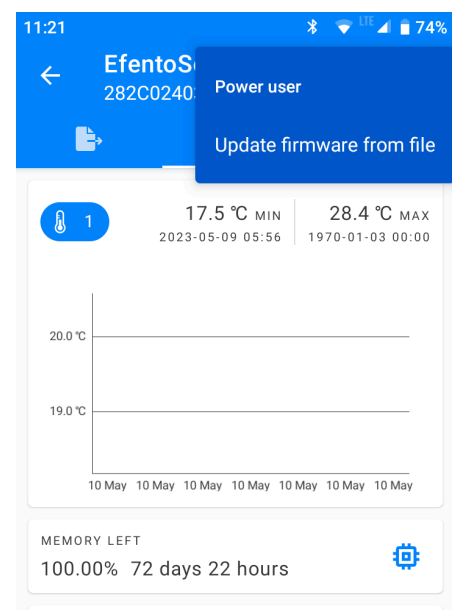 11:21
LTE
74%
EfentoS
282C0240
Power user
Update firmware from file
1
17.5 ℃ MIN
28.4 ℃ MAX
2023-05-09 05:56
1970-01-03 00:00
20.0 ℃
19.0 ℃
10 May 10 May 10 May 10 May 10 May 10 May 10 May
MEMORY LEFT
100.00% 72 days 22 hours